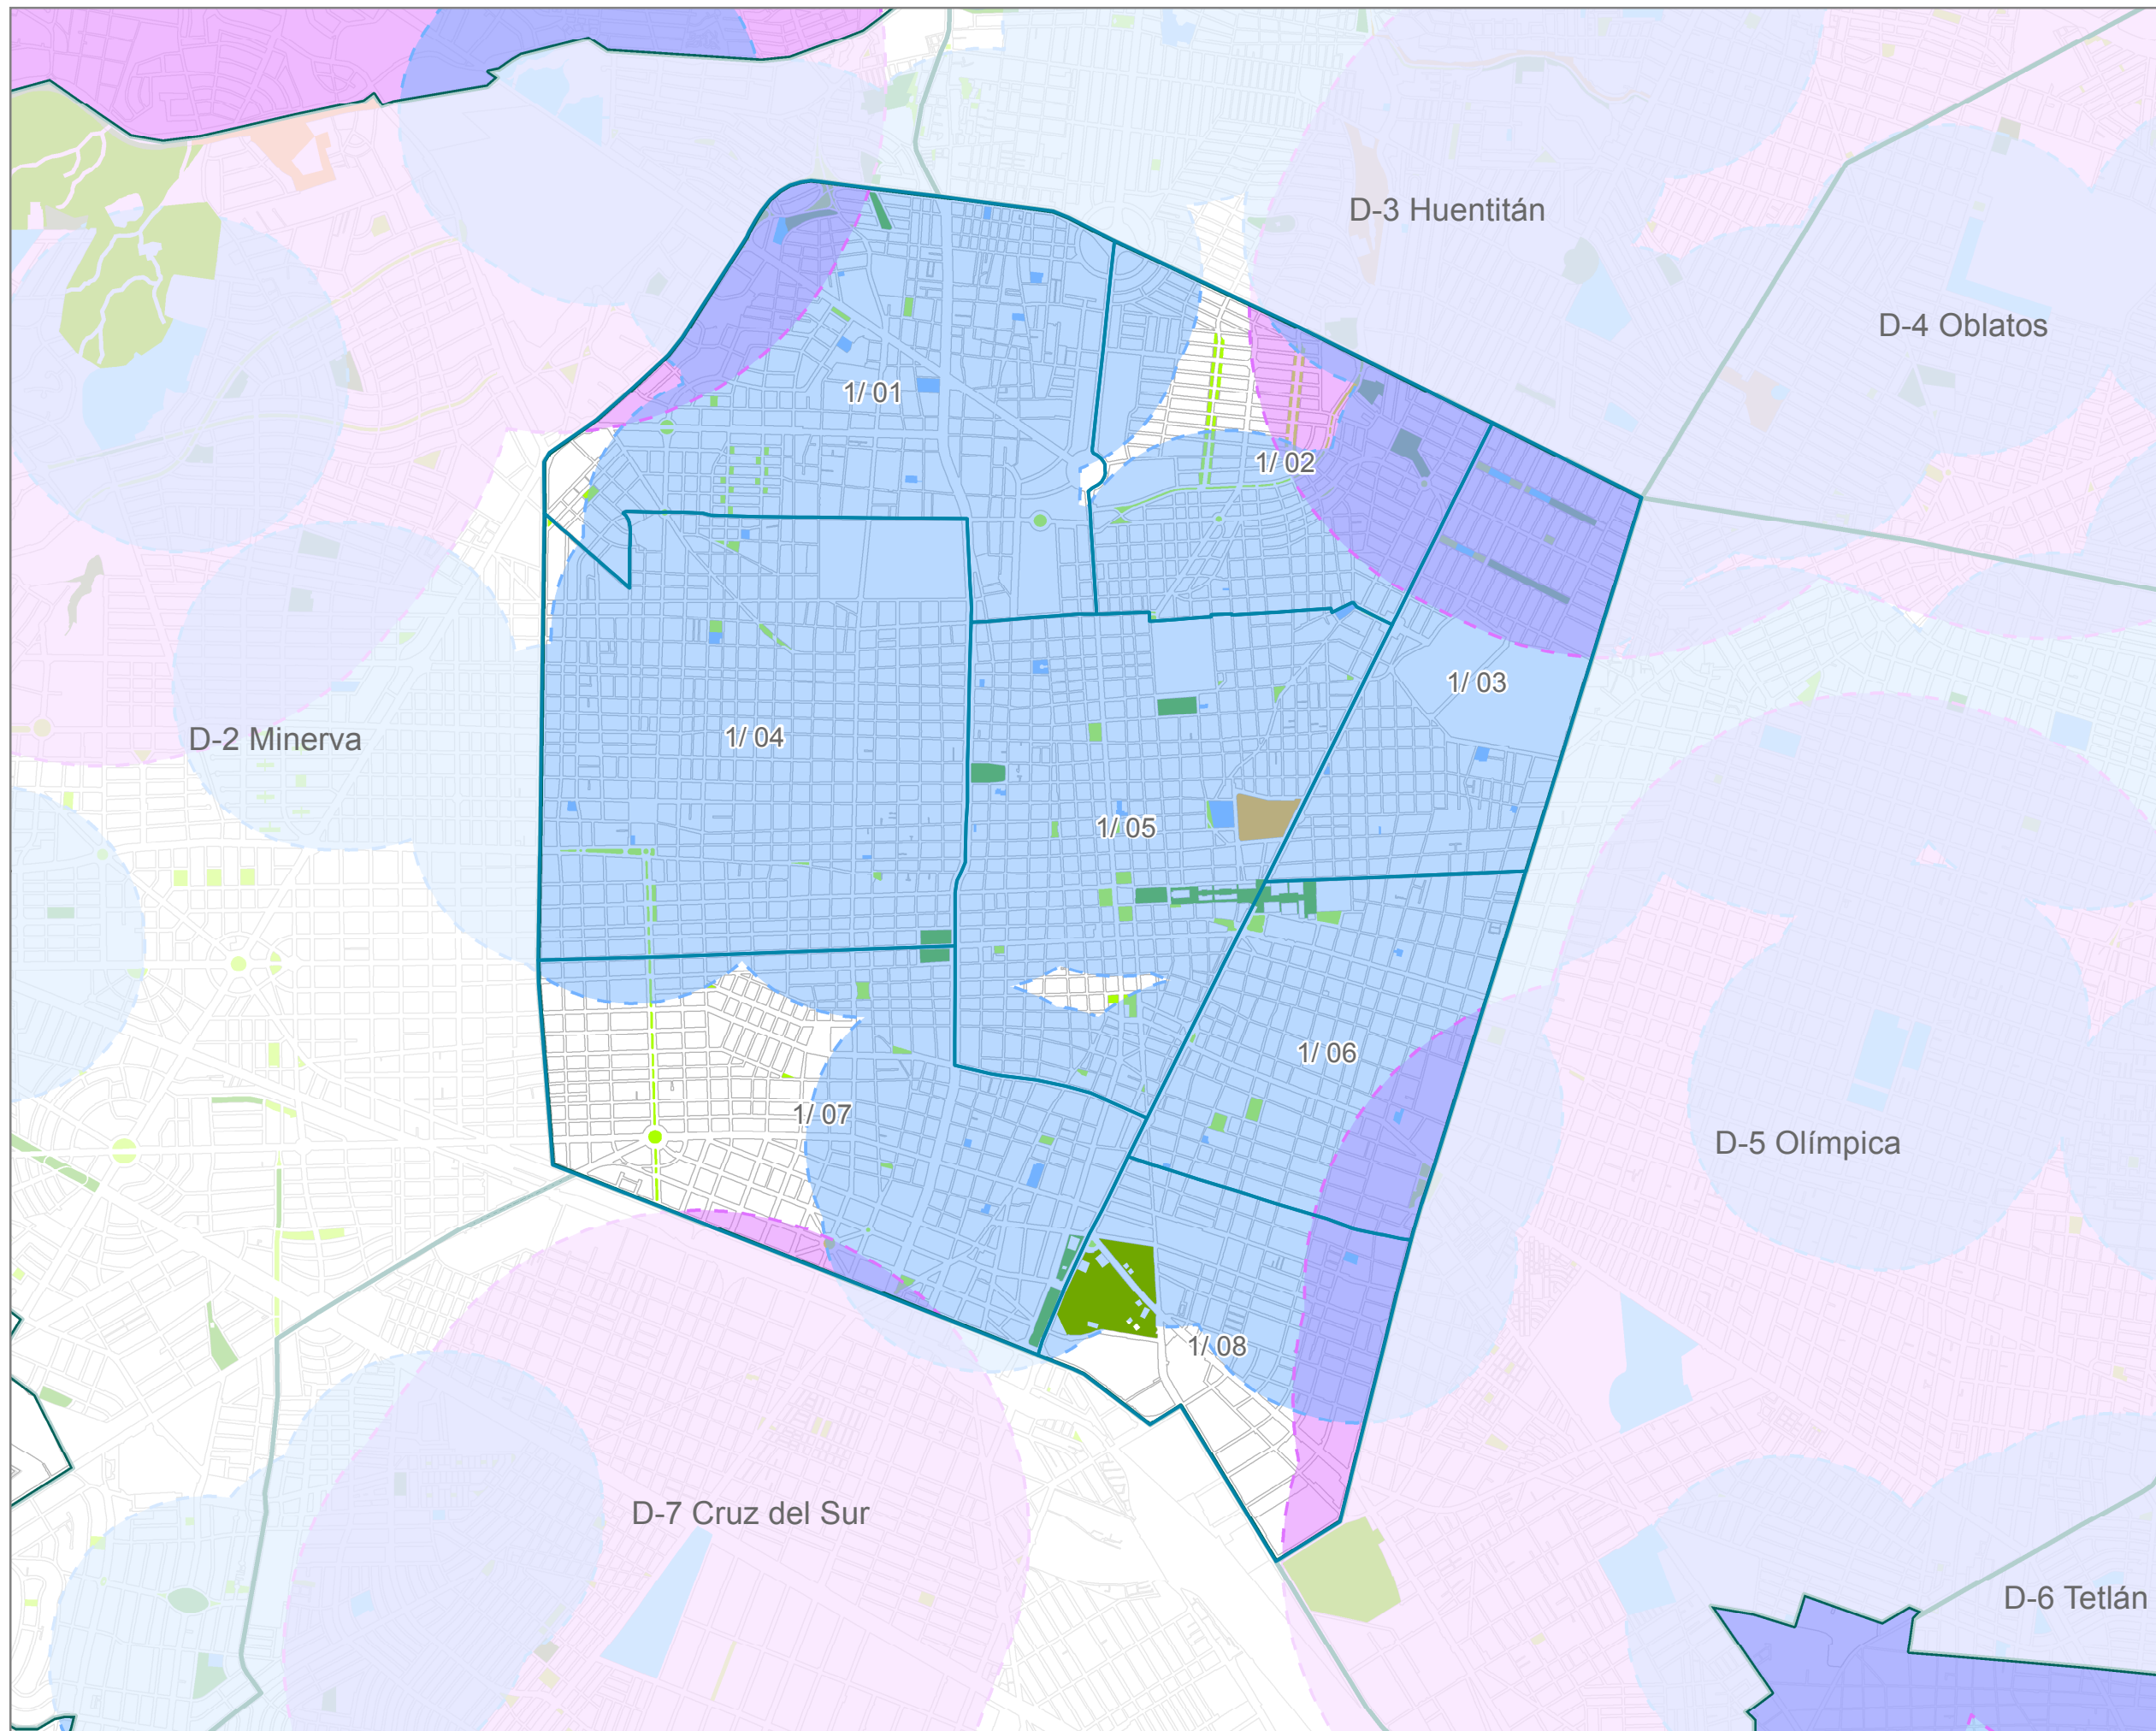 D-3 Huentitán
D-4 Oblatos
1/ 01
1/ 02
1/ 03
D-2 Minerva
1/ 04
1/ 05
1/ 06
1/ 07
D-5 Olímpica
1/ 08
D-7 Cruz del Sur
D-6 Tetlán